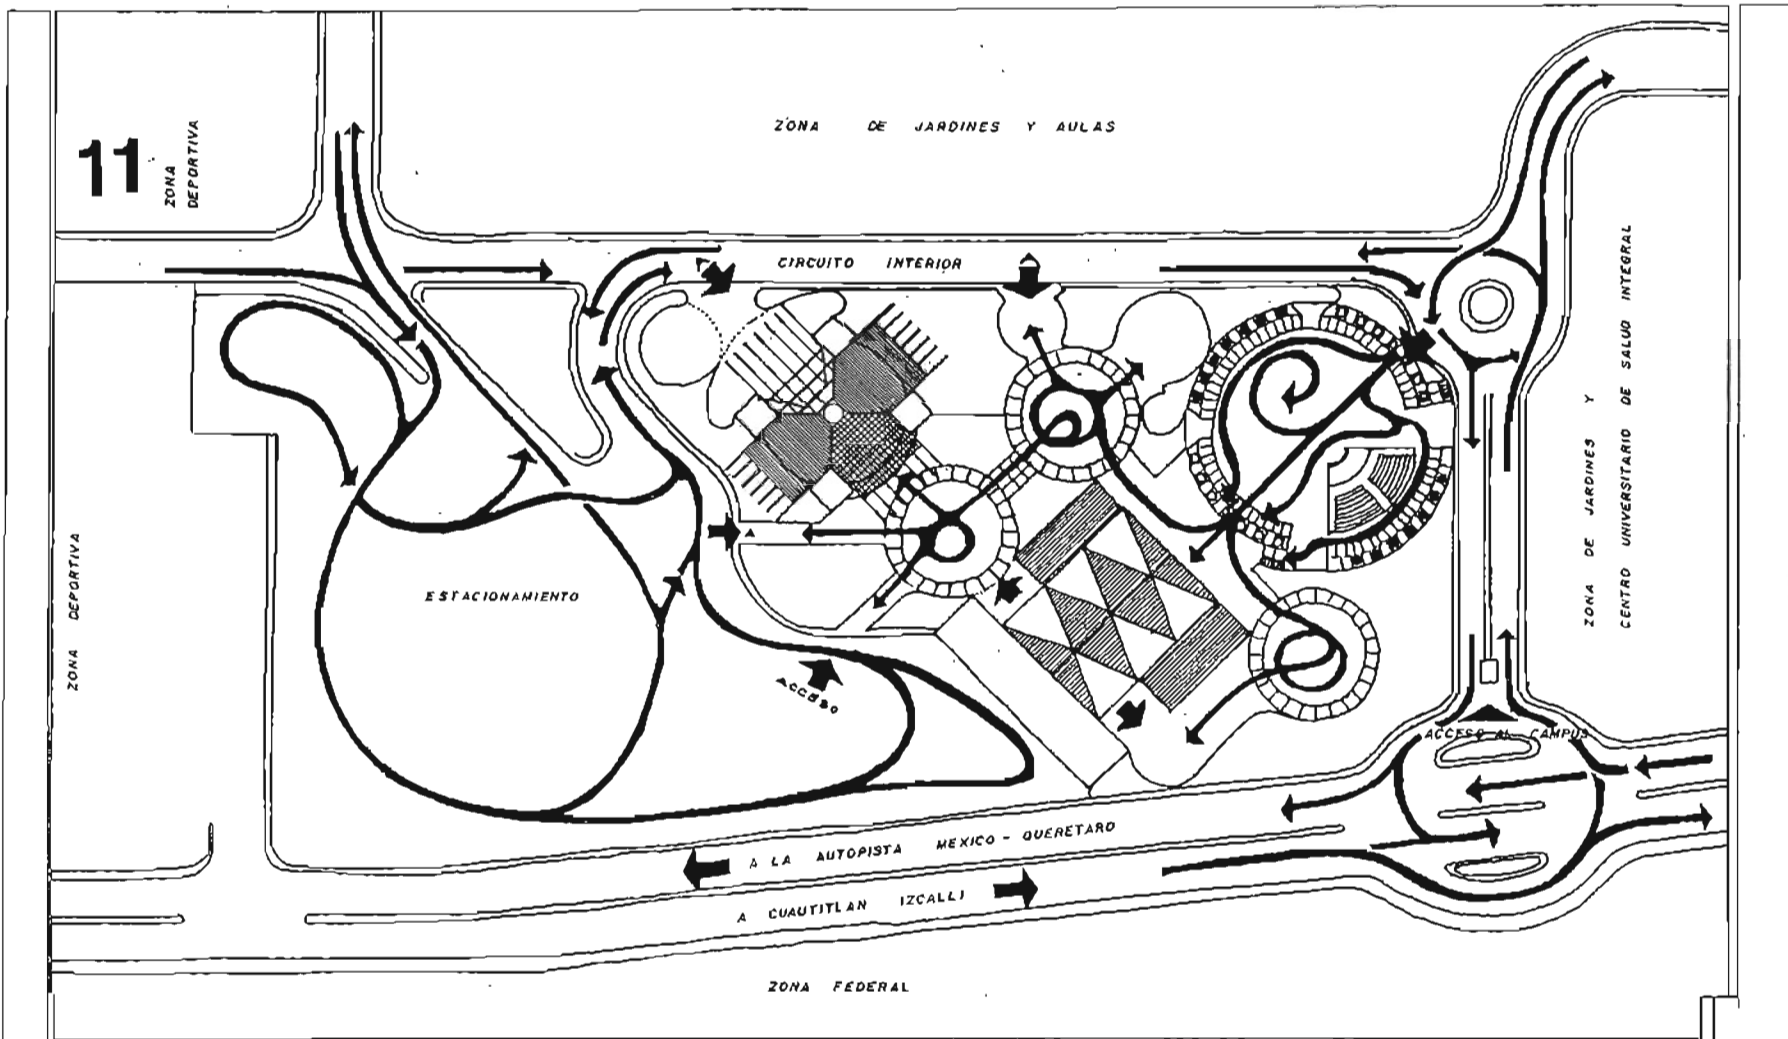 11
ZONA
DEPORTIVA
ZONA DE JARDINES Y AULAS
CIRCUITO INTERIOR
ZONA DE JARDINES Y
CENTRO UNIVERSITARIO DE SALUD INTEGRAL
ZONA DEPORTIVA
ESTACIONAMIENTO
ACCESO
ACCESO AL CAMPUS
A LA AUTOPISTA MEXICO - QUERETARO
A CUAUTITLAN IZCALLI
ZONA FEDERAL